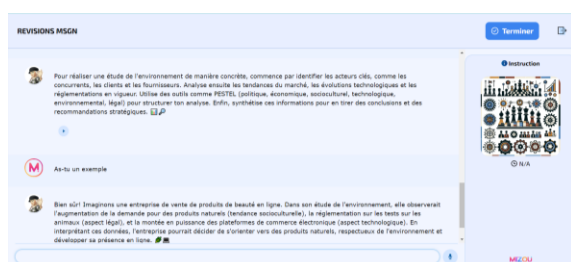 REVISIONS MSGN
Terminer
Instruction
Pour réaliser une étude de l'environnement de manière concrète, commence par identifier les acteurs clés, comme les
concurrents, les clients et les fournisseurs. Analyse ensuite les tendances du marché, les évolutions technologiques et les
réglementations en vigueur. Utilise des outils comme PESTEL (politique, économique, socioculturel, technologique,
environnemental, légal) pour structurer ton analyse. Enfin, synthétise ces informations pour en tirer des conclusions et des
recommandations stratégiques.
N/A
M
As-tu un exemple
Bien sûr! Imaginons une entreprise de vente de produits de beauté en ligne. Dans son étude de l'environnement, elle observerait
l'augmentation de la demande pour des produits naturels (tendance socioculturelle), la réglementation sur les tests sur les
animaux (aspect légal), et la montée en puissance des plateformes de commerce électronique (aspect technologique). En
interprétant ces données, l'entreprise pourrait décider de s'orienter vers des produits naturels, respectueux de l'environnement et
développer sa présence en ligne.
MIZOU